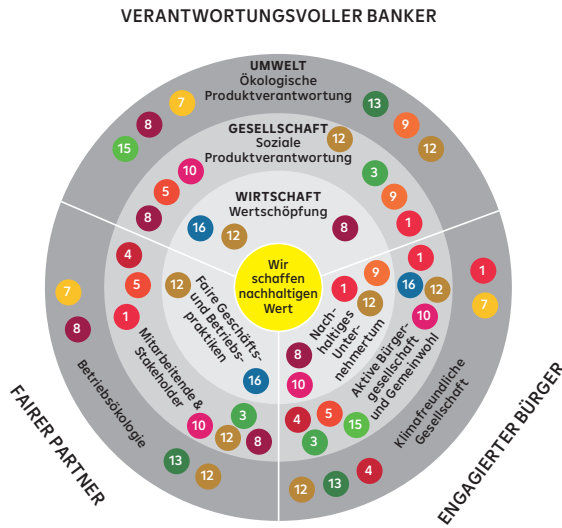 VERANTWORTUNGSVOLLER BANKER
UMWELT
Ökologische
Produktverantwortung
7
8
15
13
9
12
GESELLSCHAFT
Soziale
Produktverantwortung
12
10
5
8
3
9
1
WIRTSCHAFT
Wertschöpfung
16
12
8
Wir
schaffen
nachhaltigen
Wert
FAIRER PARTNER
7
8
Betriebsökologie
13
12
4
5
1
Mitarbeitende &
Stakeholder
10
12
3
8
12
Faire Geschäfts-
und Betriebs-
praktiken
16
ENGAGIERTER BÜRGER
1
9
12
Nach-
haltiges
Unter-
nehmertum
8
10
1
16
12
10
Aktive Bürger-
gesellschaft
und Gemeinwohl
4
5
15
3
1
7
Klimafreundliche
Gesellschaft
12
13
4